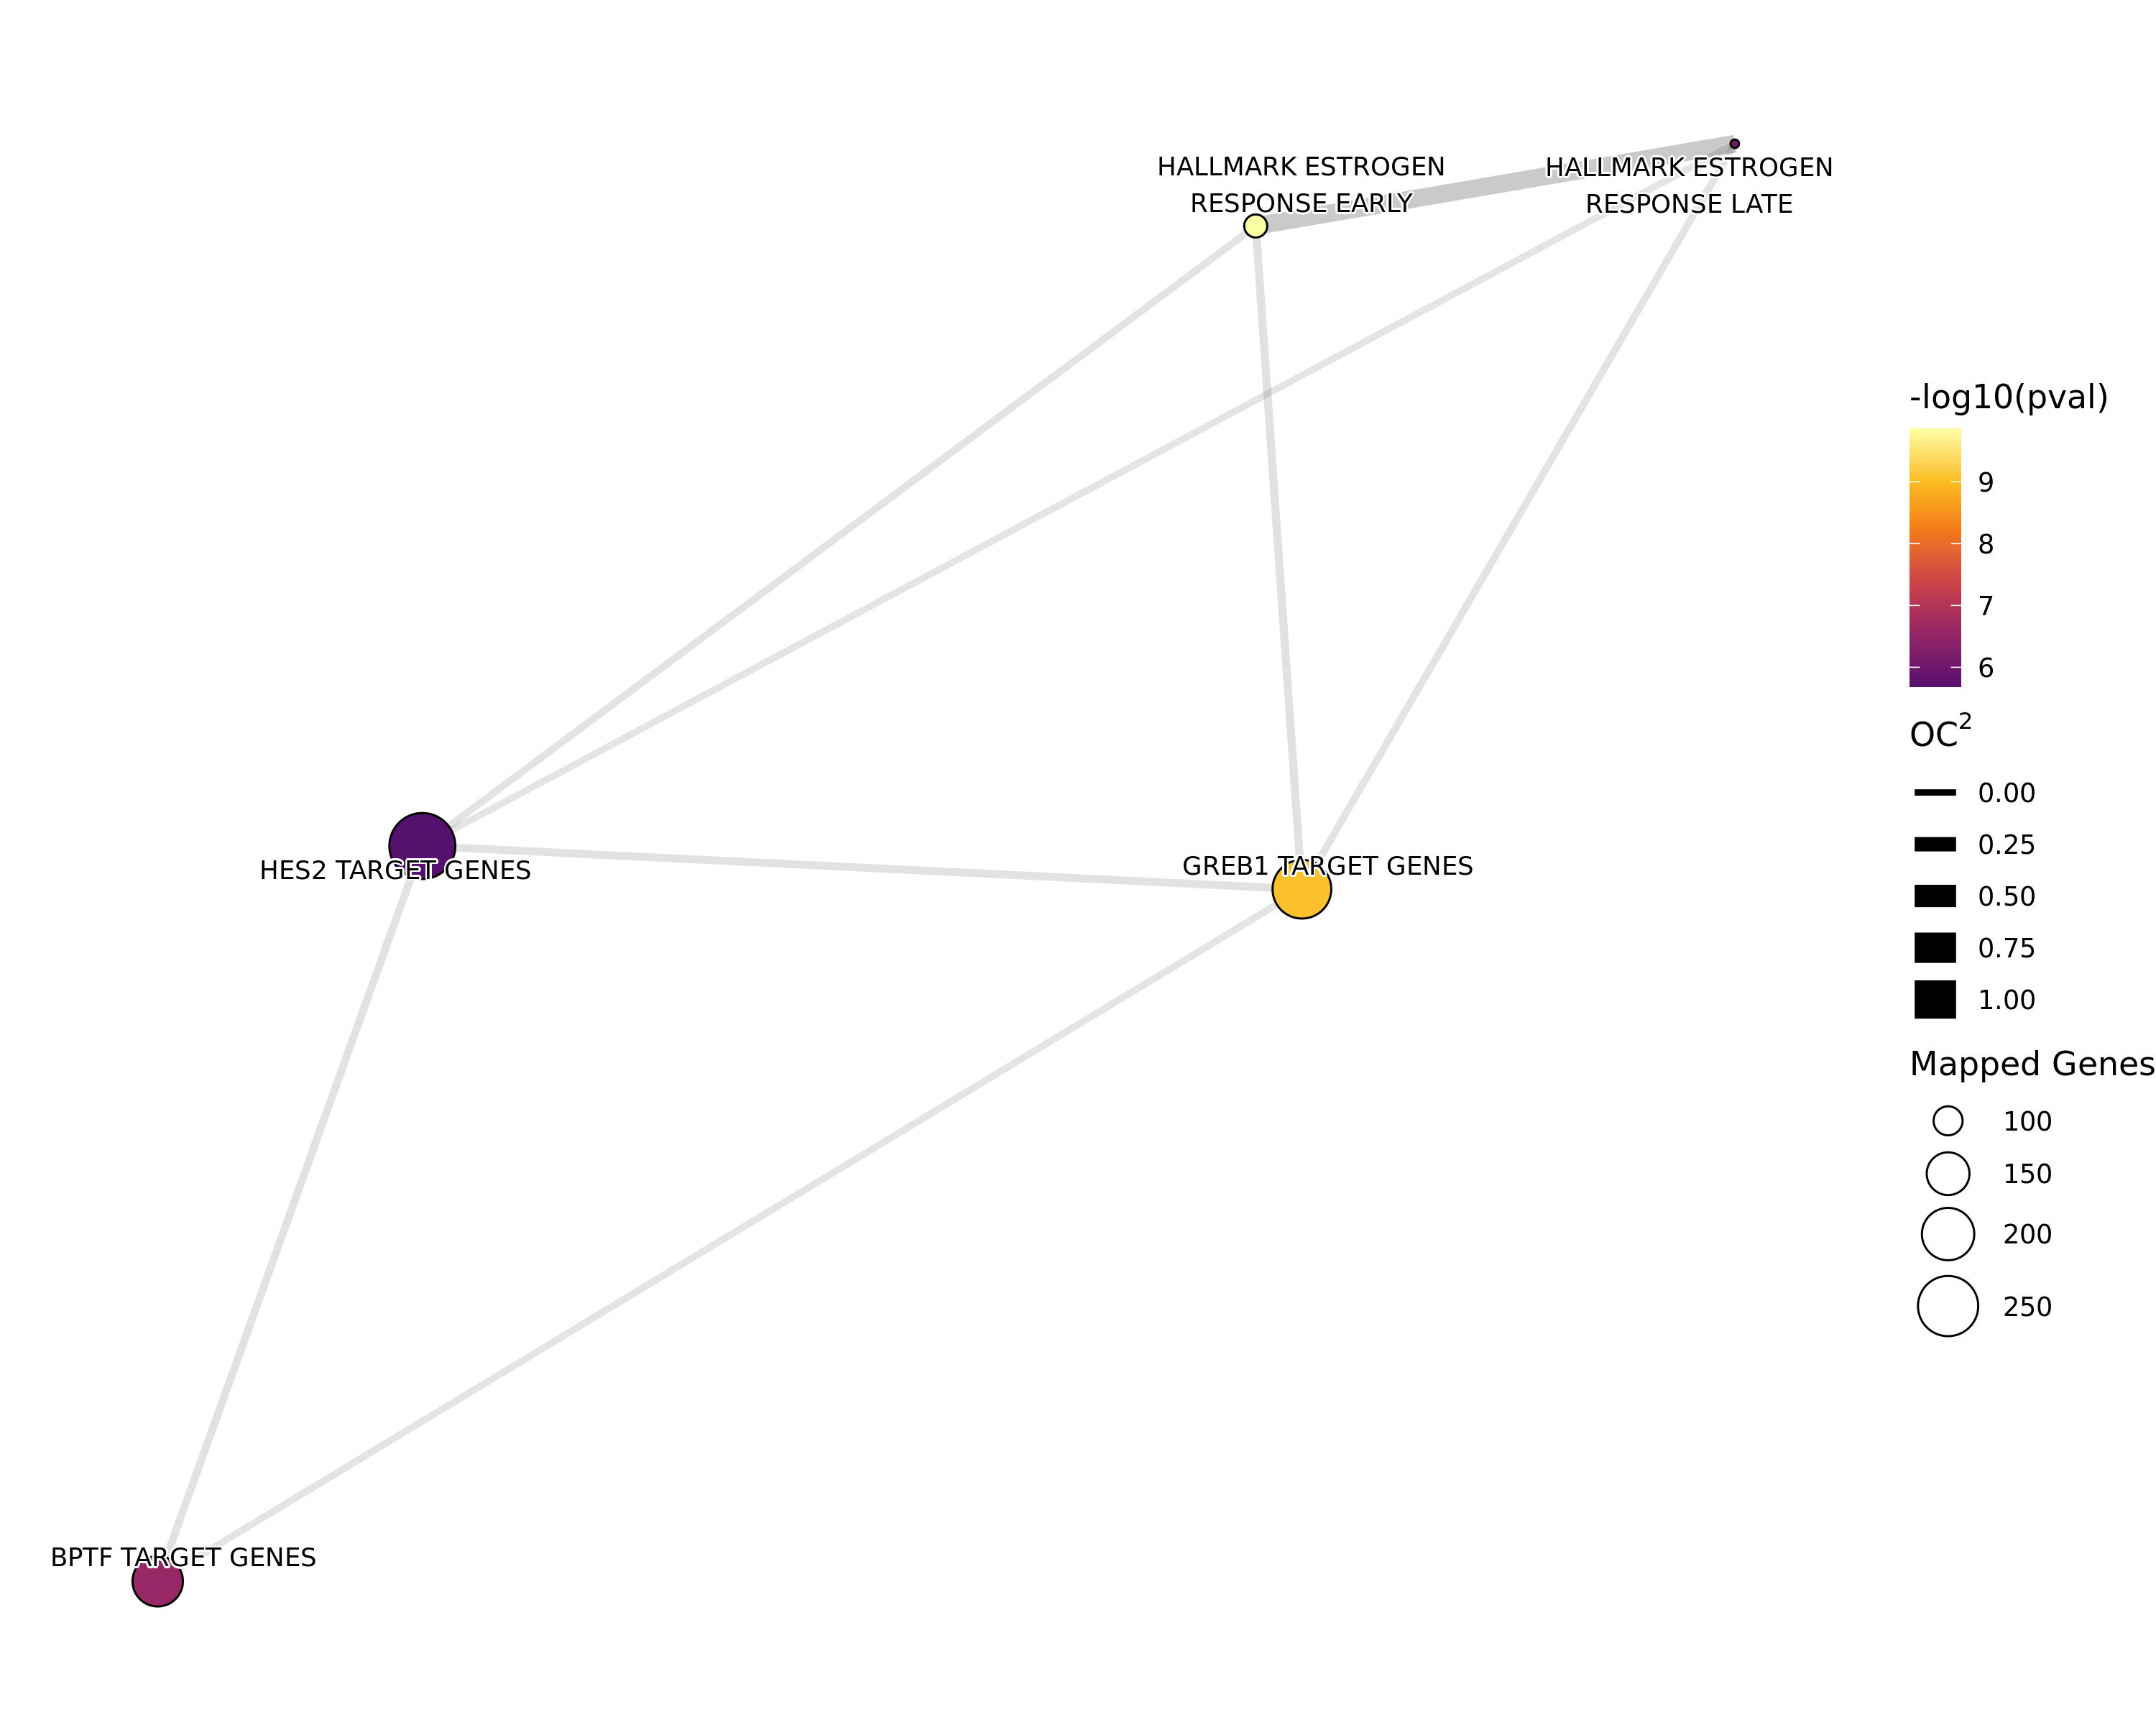 HALLMARK ESTROGEN
RESPONSE EARLY
HALLMARK ESTROGEN
RESPONSE LATE
HES2 TARGET GENES
GREB1 TARGET GENES
BPTF TARGET GENES
-log10(pval)
9
8
7
6
OC²
0.00
0.25
0.50
0.75
1.00
Mapped Genes
100
150
200
250